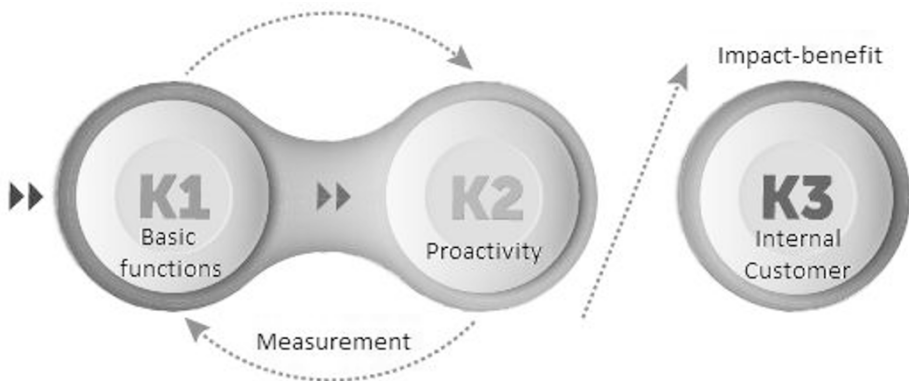 Impact-benefit
K1
Basic
functions
K2
Proactivity
K3
Internal
Customer
Measurement